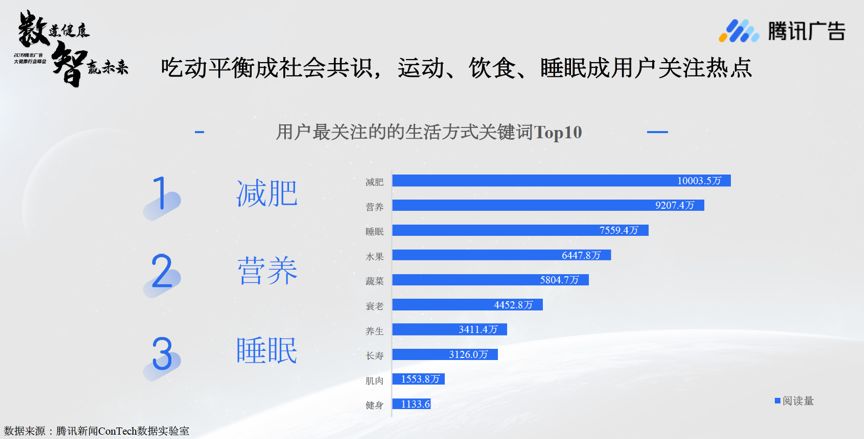 数造健康
2019腾讯广告
大健康行业峰会
智赢未来
腾讯广告
吃动平衡成社会共识，运动、饮食、睡眠成用户关注热点
用户最关注的的生活方式关键词Top10
1 减肥
2 营养
3 睡眠
减肥 10003.5万
营养 9207.4万
睡眠 7559.4万
水果 6447.8万
蔬菜 5804.7万
衰老 4452.8万
养生 3411.4万
长寿 3126.0万
肌肉 1553.8万
健身 1133.6
阅读量
数据来源：腾讯新闻ConTech数据实验室